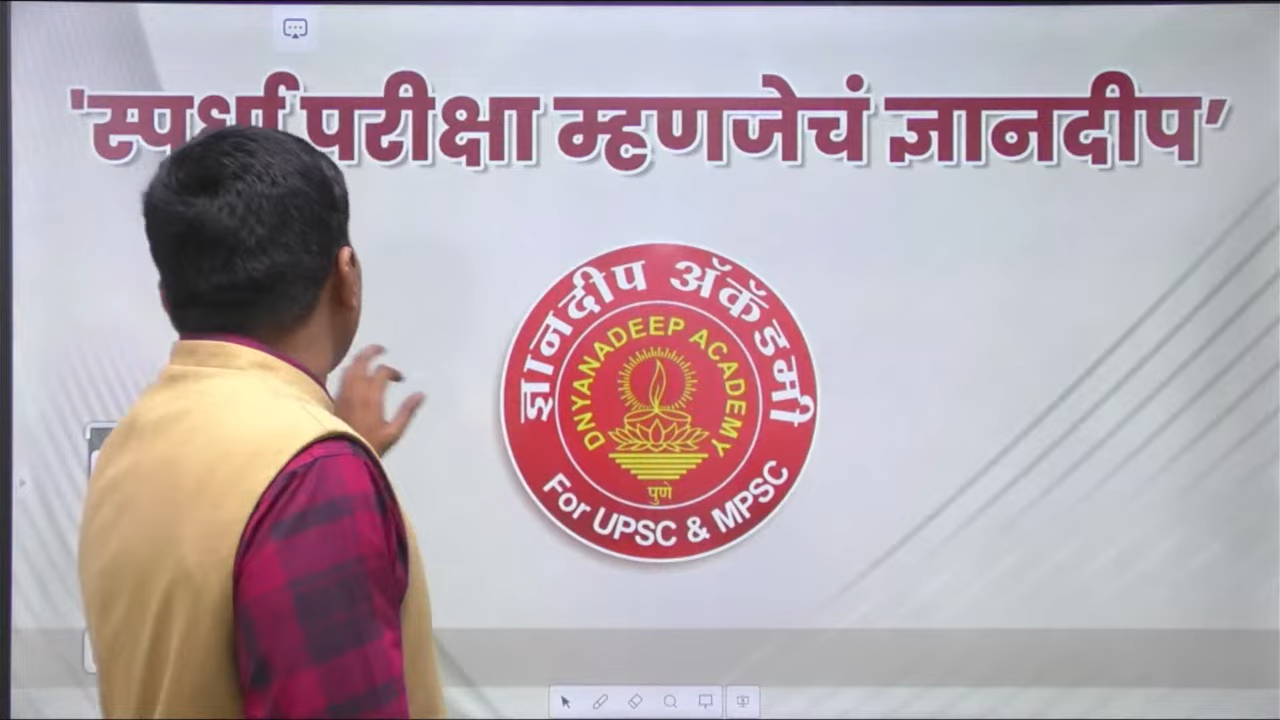 'स्पर्धा परीक्षा म्हणजेचं ज्ञानदीप’
ज्ञानदीप अॅकॅडमी
DNYANADEEP ACADEMY
पुणे
For UPSC & MPSC